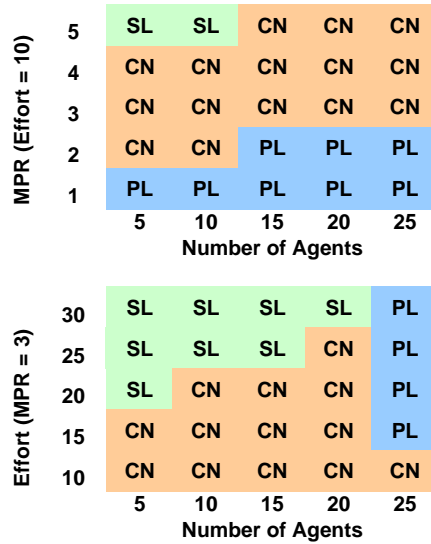 MPR (Effort = 10)
5 SL SL CN CN CN
4 CN CN CN CN CN
3 CN CN CN CN CN
2 CN CN PL PL PL
1 PL PL PL PL PL
5 10 15 20 25
Number of Agents
Effort (MPR = 3)
30 SL SL SL SL PL
25 SL SL SL CN PL
20 SL CN CN CN PL
15 CN CN CN CN PL
10 CN CN CN CN CN
5 10 15 20 25
Number of Agents